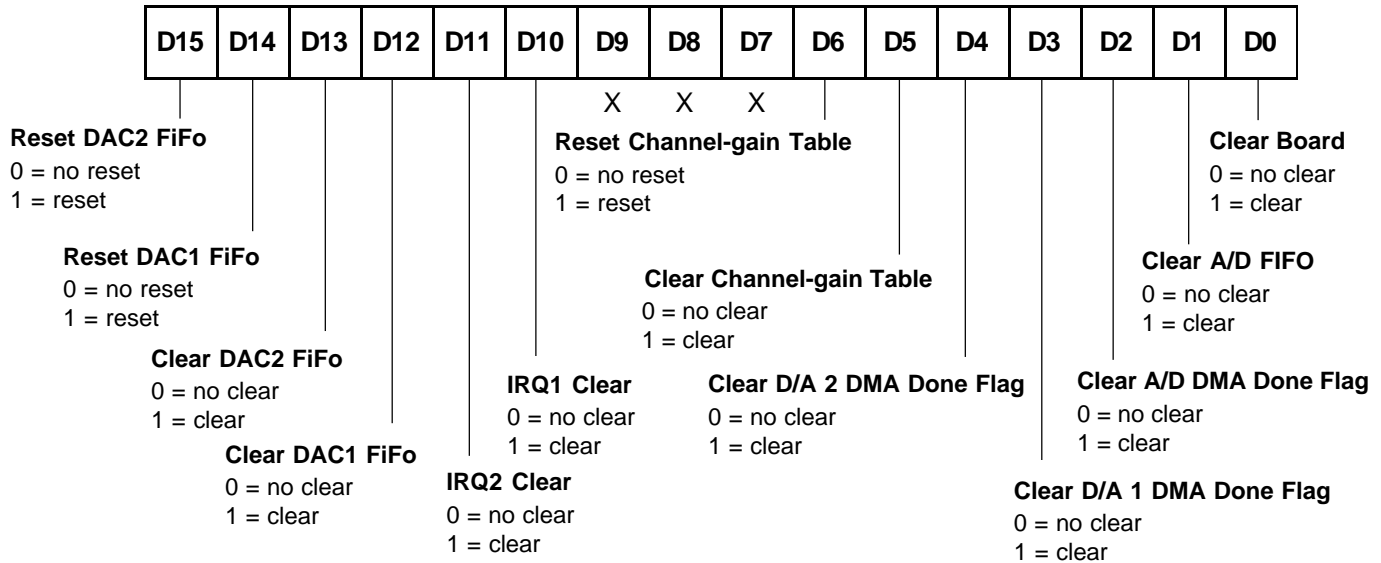 D15 D14 D13 D12 D11 D10 D9 D8 D7 D6 D5 D4 D3 D2 D1 D0
X X X
Reset DAC2 FiFo
0 = no reset
1 = reset
Reset DAC1 FiFo
0 = no reset
1 = reset
Clear DAC2 FiFo
0 = no clear
1 = clear
Clear DAC1 FiFo
0 = no clear
1 = clear
IRQ2 Clear
0 = no clear
1 = clear
IRQ1 Clear
0 = no clear
1 = clear
Reset Channel-gain Table
0 = no reset
1 = reset
Clear Channel-gain Table
0 = no clear
1 = clear
Clear D/A 2 DMA Done Flag
0 = no clear
1 = clear
Clear D/A 1 DMA Done Flag
0 = no clear
1 = clear
Clear A/D DMA Done Flag
0 = no clear
1 = clear
Clear A/D FIFO
0 = no clear
1 = clear
Clear Board
0 = no clear
1 = clear